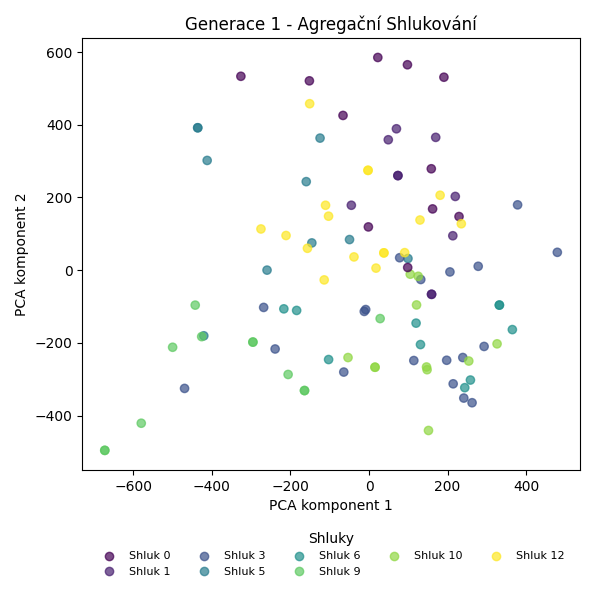 Generace 1 - Agregační Shlukování
600
400
200
0
−200
−400
PCA komponent 2
−600 −400 −200 0 200 400
PCA komponent 1
Shluky
Shluk 0 Shluk 3 Shluk 6 Shluk 10 Shluk 12
Shluk 1 Shluk 5 Shluk 9